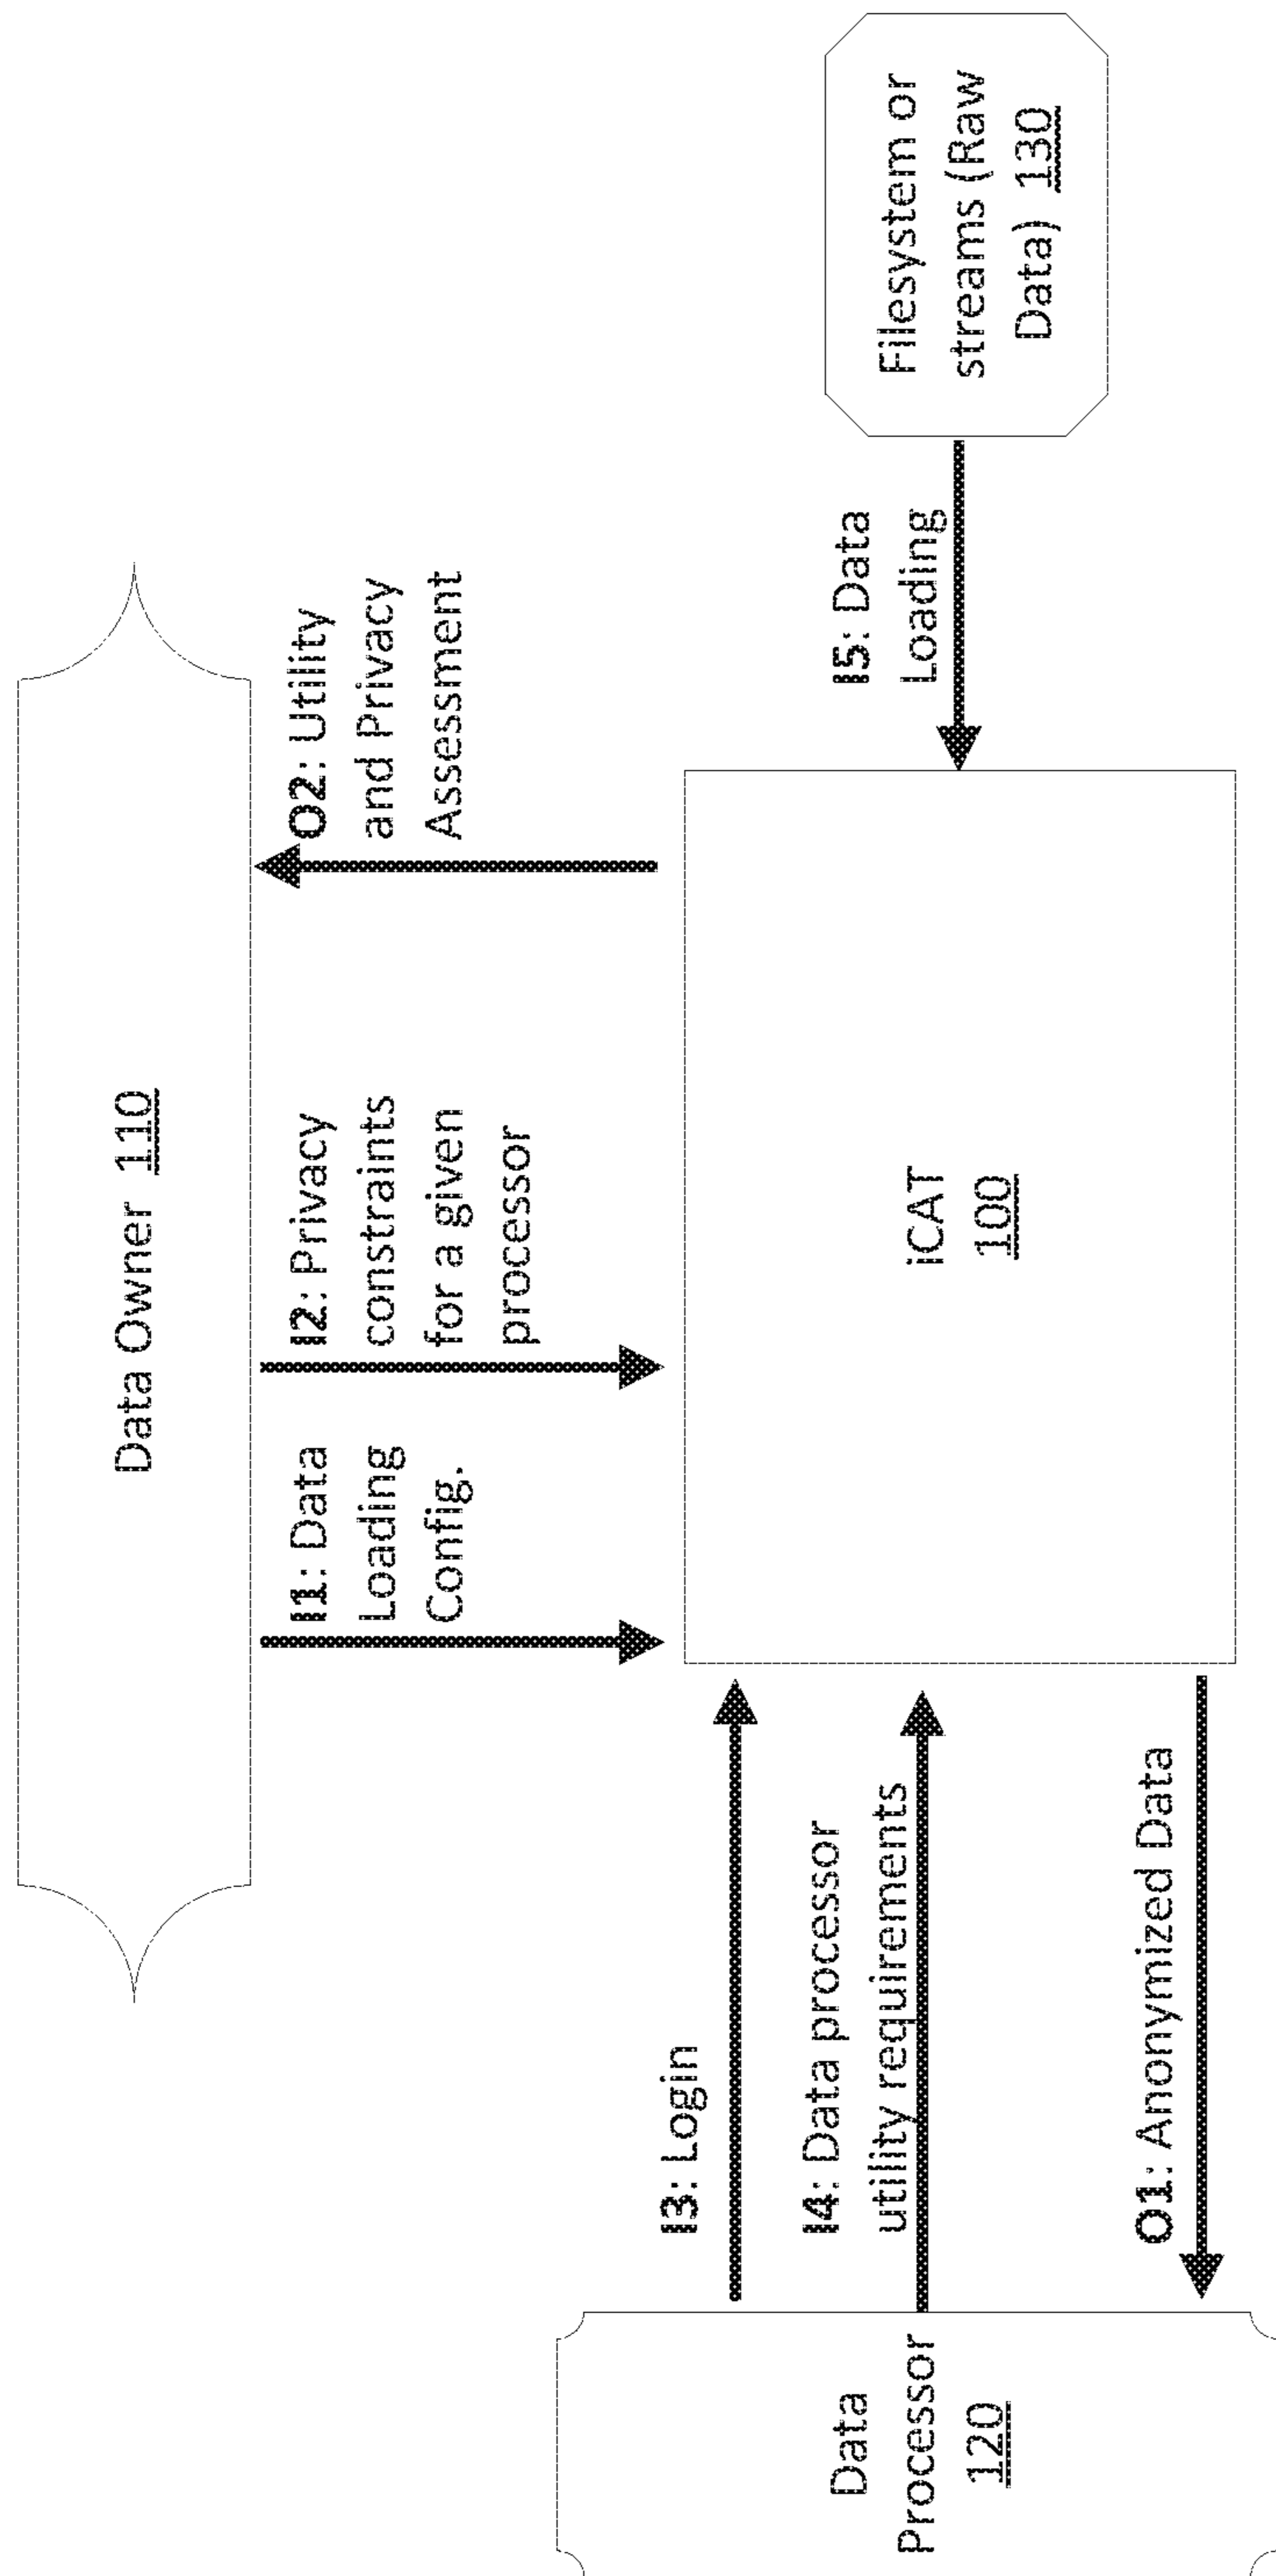 Data Owner 110
I1: Data
Loading
Config.
I2: Privacy
constraints
for a given
processor
O2: Utility
and Privacy
Assessment
I3: Login
I4: Data processor
utility requirements
O1: Anonymized Data
Data
Processor
120
iCAT
100
I5: Data
Loading
Filesystem or
streams (Raw
Data) 130